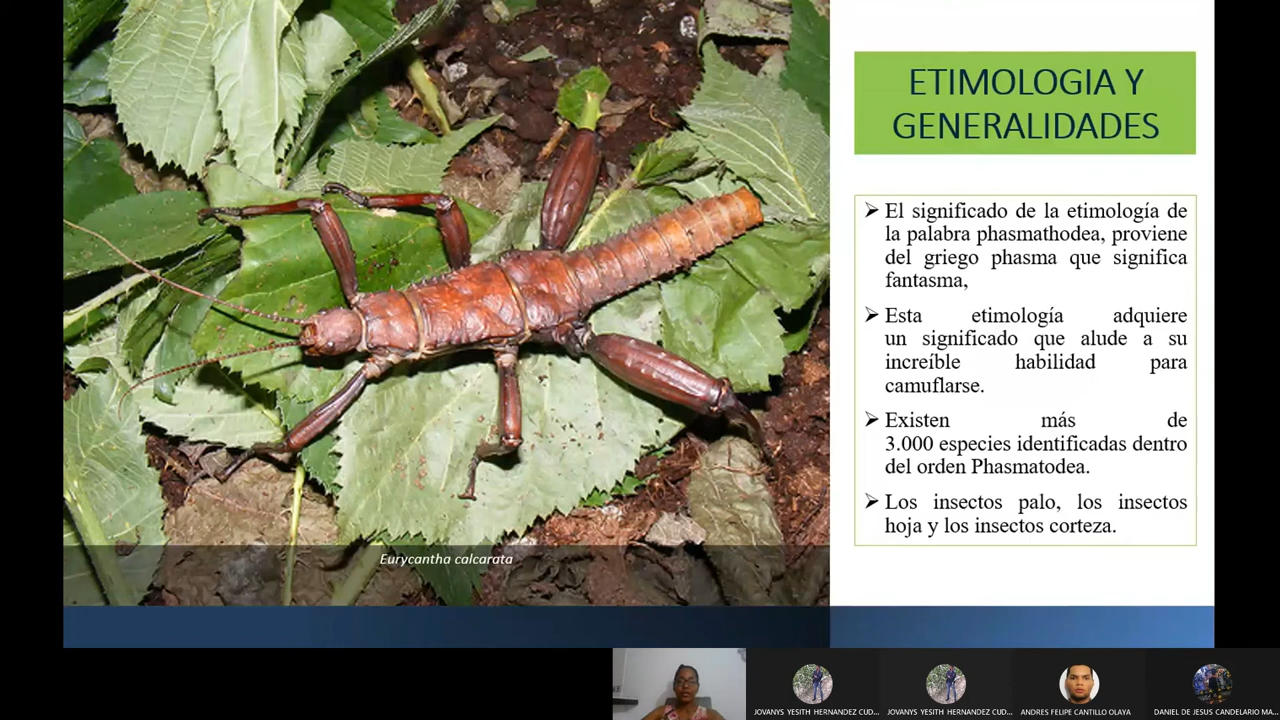 ETIMOLOGIA Y
GENERALIDADES
➢ El significado de la etimología de
la palabra phasmathodea, proviene
del griego phasma que significa
fantasma,
➢ Esta etimología adquiere
un significado que alude a su
increíble habilidad para
camuflarse.
➢ Existen más de
3.000 especies identificadas dentro
del orden Phasmatodea.
➢ Los insectos palo, los insectos
hoja y los insectos corteza.
Eurycantha calcarata
JOVANYS YESITH HERNANDEZ CUD...
JOVANYS YESITH HERNANDEZ CUD...
ANDRES FELIPE CANTILLO OLAYA
DANIEL DE JESUS CANDELARIO MA...